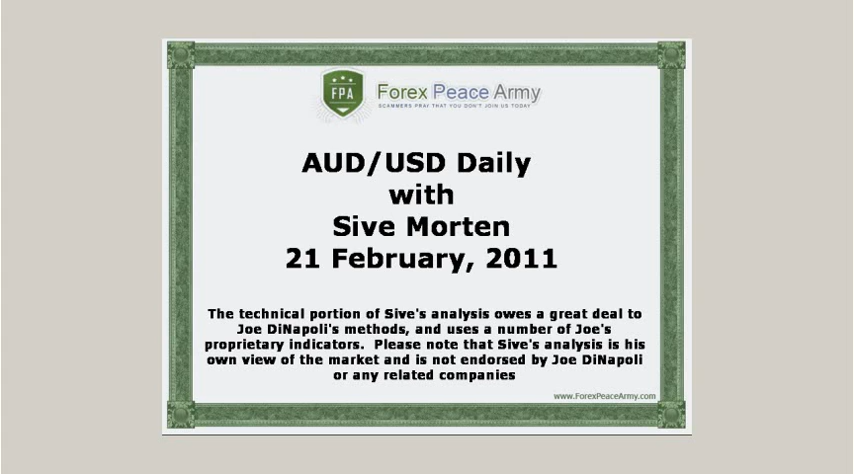 FPA
Forex Peace Army
SCAMMERS PRAY THAT YOU DON'T JOIN US TODAY
AUD/USD Daily
with
Sive Morten
21 February, 2011
The technical portion of Sive's analysis owes a great deal to
Joe DiNapoli's methods, and uses a number of Joe's
proprietary indicators.  Please note that Sive's analysis is his
own view of the market and is not endorsed by Joe DiNapoli
or any related companies
www.ForexPeaceArmy.com